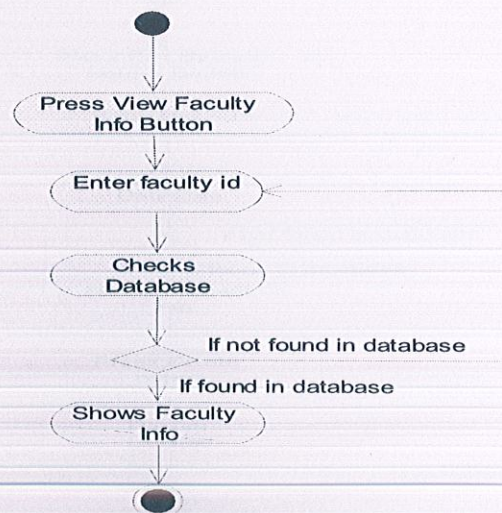 Press View Faculty
Info Button
Enter faculty id
Checks
Database
If not found in database
If found in database
Shows Faculty
Info